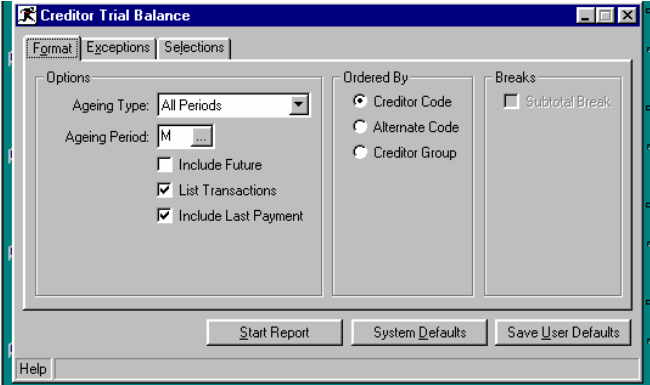 Creditor Trial Balance
Format Exceptions Selections
Options
Ageing Type: All Periods
Ageing Period: M ...
Include Future
List Transactions
Include Last Payment
Ordered By
Creditor Code
Alternate Code
Creditor Group
Breaks
Subtotal Break
Start Report System Defaults Save User Defaults
Help